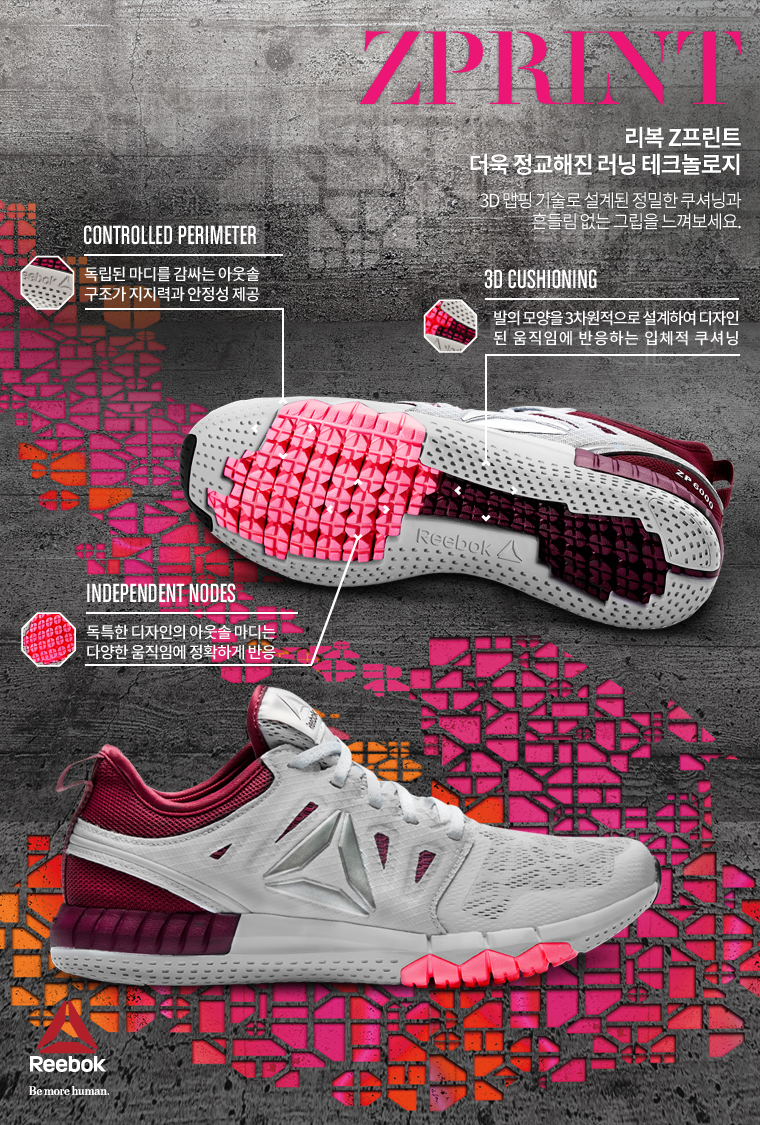 ZPRINT
리복 Z프린트
더욱 정교해진 러닝 테크놀로지
3D 맵핑 기술로 설계된 정밀한 쿠셔닝과
흔들림 없는 그립을 느껴보세요.
CONTROLLED PERIMETER
독립된 마디를 감싸는 아웃솔
구조가 지지력과 안정성 제공
3D CUSHIONING
발의 모양을 3차원적으로 설계하여 디자인
된 움직임에 반응하는 입체적 쿠셔닝
ZP 6000
Reebok
INDEPENDENT NODES
독특한 디자인의 아웃솔 마디는
다양한 움직임에 정확하게 반응
Reebok
Reebok
Be more human.